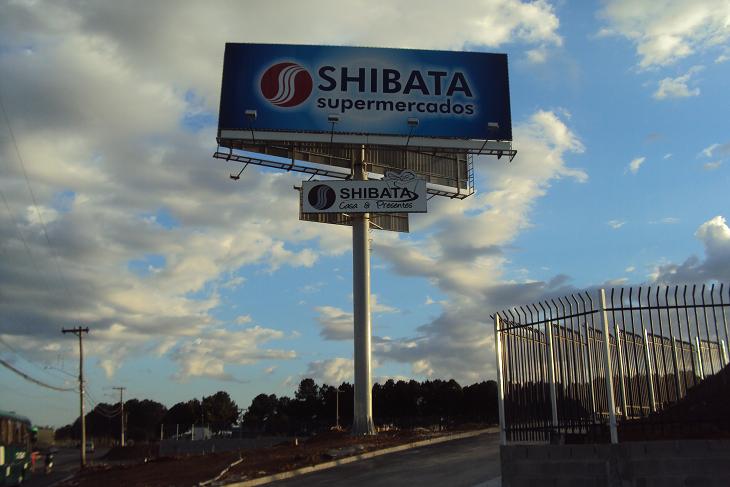 SHIBATA
supermercados
SHIBATA
Casa & Presentes